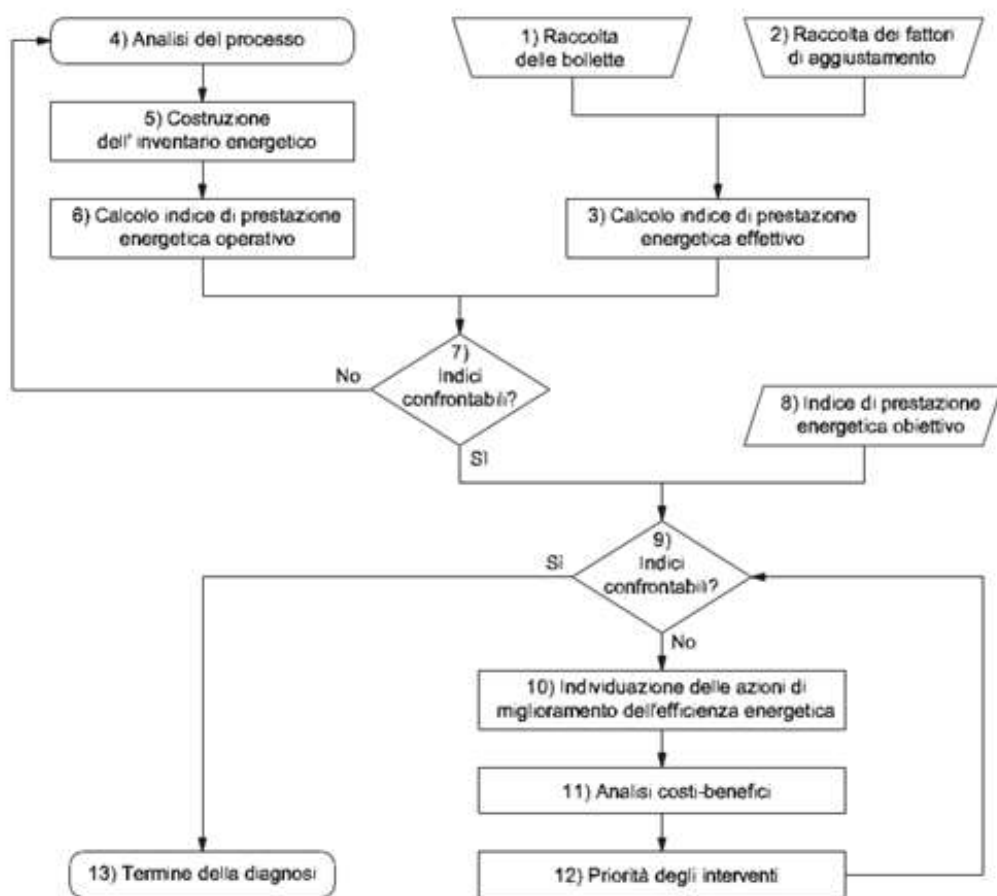 4) Analisi del processo
1) Raccolta
delle bollette
2) Raccolta dei fattori
di aggiustamento
5) Costruzione
dell' inventario energetico
6) Calcolo indice di prestazione
energetica operativo
3) Calcolo indice di prestazione
energetica effettivo
7)
Indici
confrontabili?
No
Sì
8) Indice di prestazione
energetica obiettivo
9)
Indici
confrontabili?
Sì
No
10) Individuazione delle azioni di
miglioramento dell'efficienza energetica
11) Analisi costi-benefici
12) Priorità degli interventi
13) Termine della diagnosi